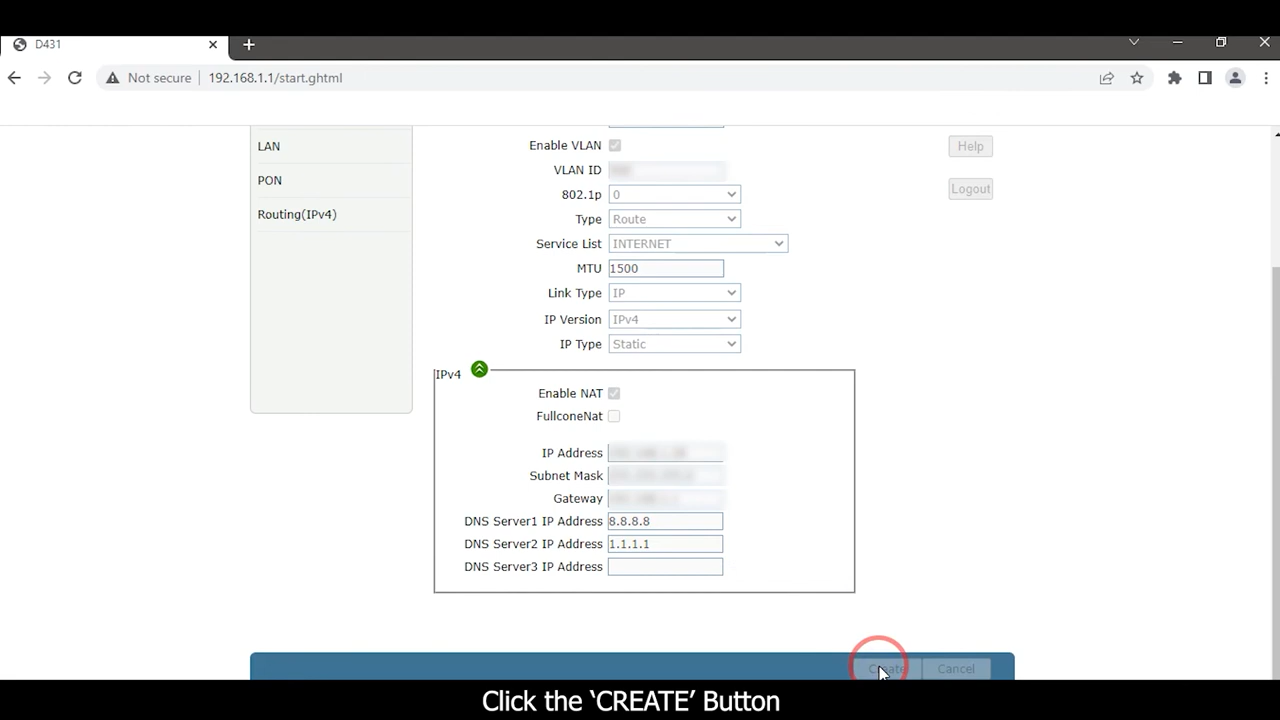 D431
Not secure
192.168.1.1/start.ghtml
LAN
PON
Routing(IPv4)
Help
Logout
Enable VLAN
VLAN ID
802.1p 0
Type Route
Service List INTERNET
MTU 1500
Link Type IP
IP Version IPv4
IP Type Static
IPv4
Enable NAT
FullconeNat
IP Address
Subnet Mask
Gateway
DNS Server1 IP Address 8.8.8.8
DNS Server2 IP Address 1.1.1.1
DNS Server3 IP Address
Create Cancel
Click the ‘CREATE’ Button